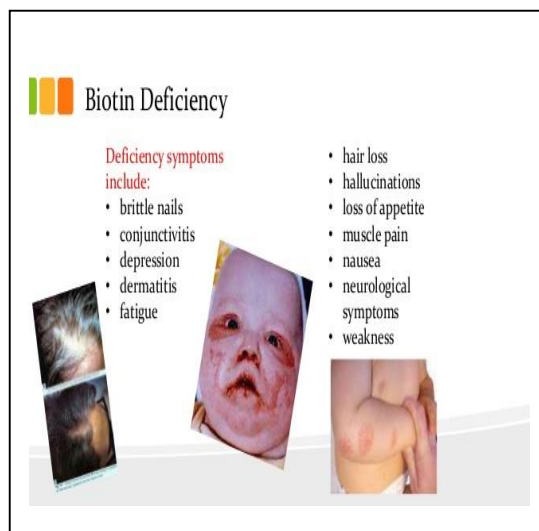 Biotin Deficiency
Deficiency symptoms
include:
• brittle nails
• conjunctivitis
• depression
• dermatitis
• fatigue
• hair loss
• hallucinations
• loss of appetite
• muscle pain
• nausea
• neurological
symptoms
• weakness